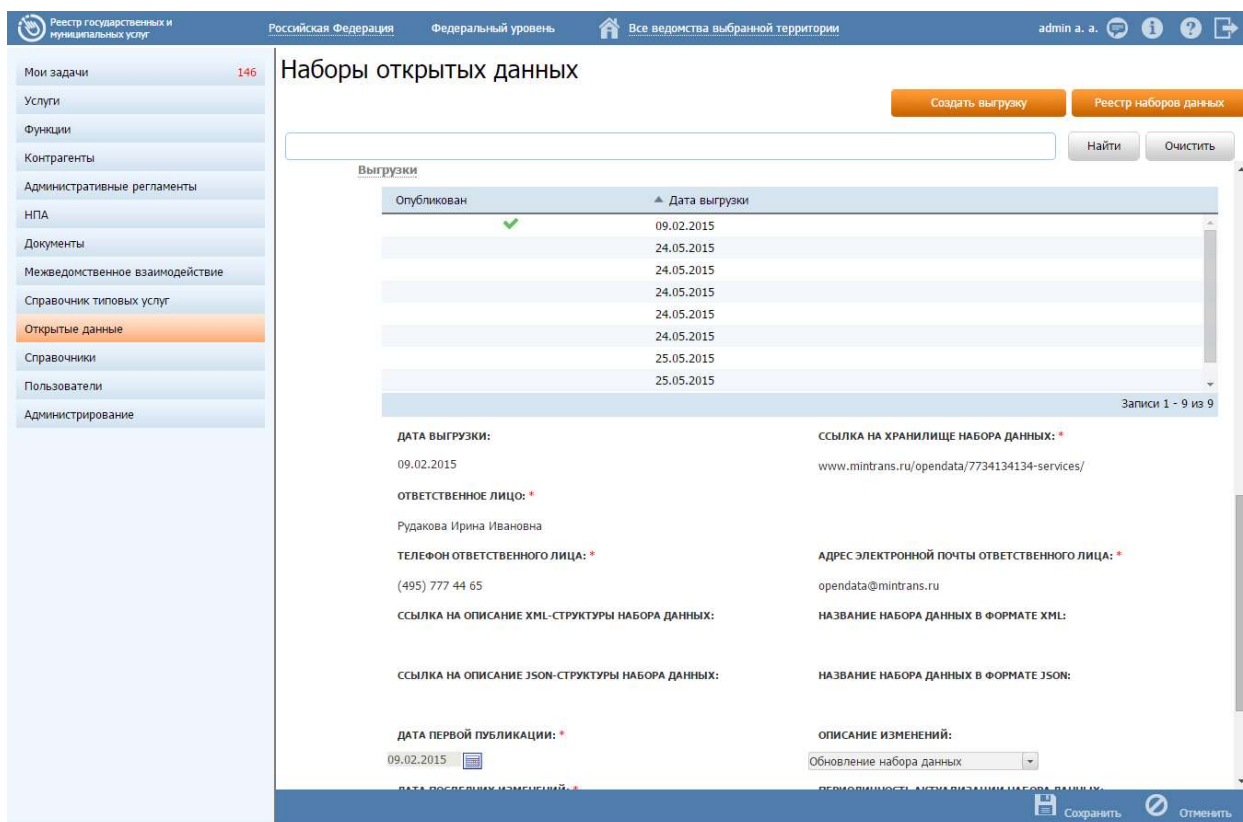 Реестр государственных и
муниципальных услуг
Российская Федерация
Федеральный уровень
Все ведомства выбранной территории
admin a. a.
Мои задачи 146
Услуги
Функции
Контрагенты
Административные регламенты
НПА
Документы
Межведомственное взаимодействие
Справочник типовых услуг
Открытые данные
Справочники
Пользователи
Администрирование
Наборы открытых данных
Создать выгрузку
Реестр наборов данных
Найти
Очистить
Выгрузки
Опубликован Дата выгрузки
09.02.2015
24.05.2015
24.05.2015
24.05.2015
24.05.2015
24.05.2015
25.05.2015
25.05.2015
Записи 1 - 9 из 9
ДАТА ВЫГРУЗКИ: ССЫЛКА НА ХРАНИЛИЩЕ НАБОРА ДАННЫХ: *
09.02.2015 www.mintrans.ru/opendata/7734134134-services/
ОТВЕТСТВЕННОЕ ЛИЦО: *
Рудакова Ирина Ивановна
ТЕЛЕФОН ОТВЕТСТВЕННОГО ЛИЦА: * АДРЕС ЭЛЕКТРОННОЙ ПОЧТЫ ОТВЕТСТВЕННОГО ЛИЦА: *
(495) 777 44 65 opendata@mintrans.ru
ССЫЛКА НА ОПИСАНИЕ XML-СТРУКТУРЫ НАБОРА ДАННЫХ: НАЗВАНИЕ НАБОРА ДАННЫХ В ФОРМАТЕ XML:
ССЫЛКА НА ОПИСАНИЕ JSON-СТРУКТУРЫ НАБОРА ДАННЫХ: НАЗВАНИЕ НАБОРА ДАННЫХ В ФОРМАТЕ JSON:
ДАТА ПЕРВОЙ ПУБЛИКАЦИИ: * ОПИСАНИЕ ИЗМЕНЕНИЙ:
09.02.2015 Обновление набора данных
ДАТА ПОСЛЕДНИХ ИЗМЕНЕНИЙ: * ПЕРИОДИЧНОСТЬ АКТУАЛИЗАЦИИ НАБОРА ДАННЫХ:
Сохранить
Отменить